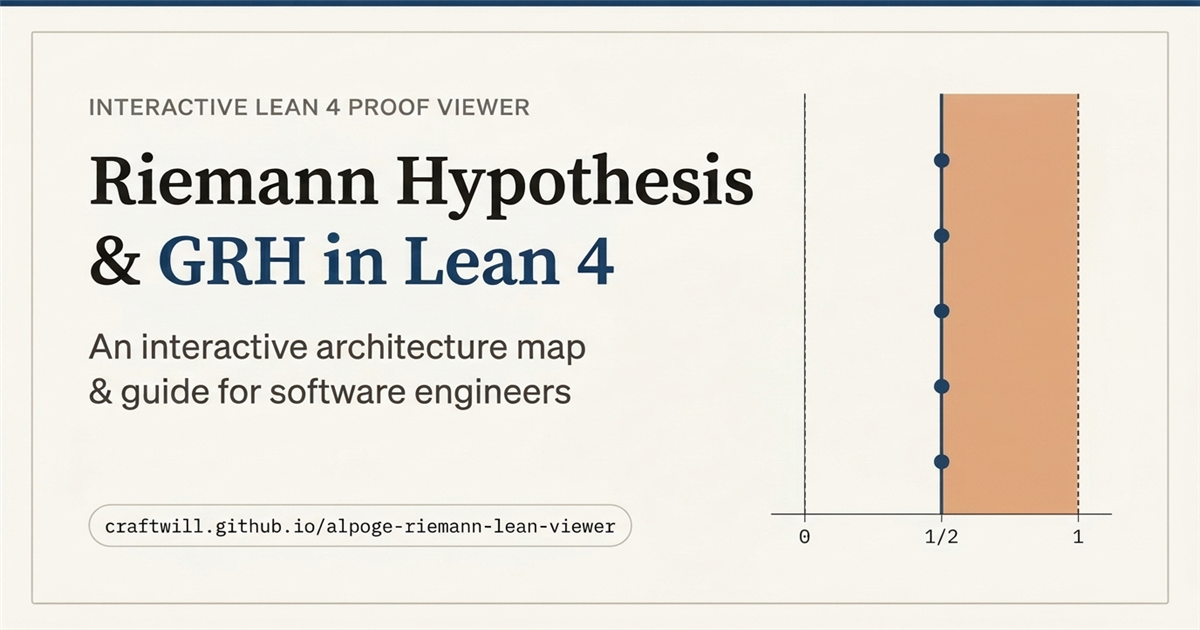 INTERACTIVE LEAN 4 PROOF VIEWER
Riemann Hypothesis
& GRH in Lean 4
An interactive architecture map
& guide for software engineers
craftwill.github.io/alpoge-riemann-lean-viewer
0 1/2 1